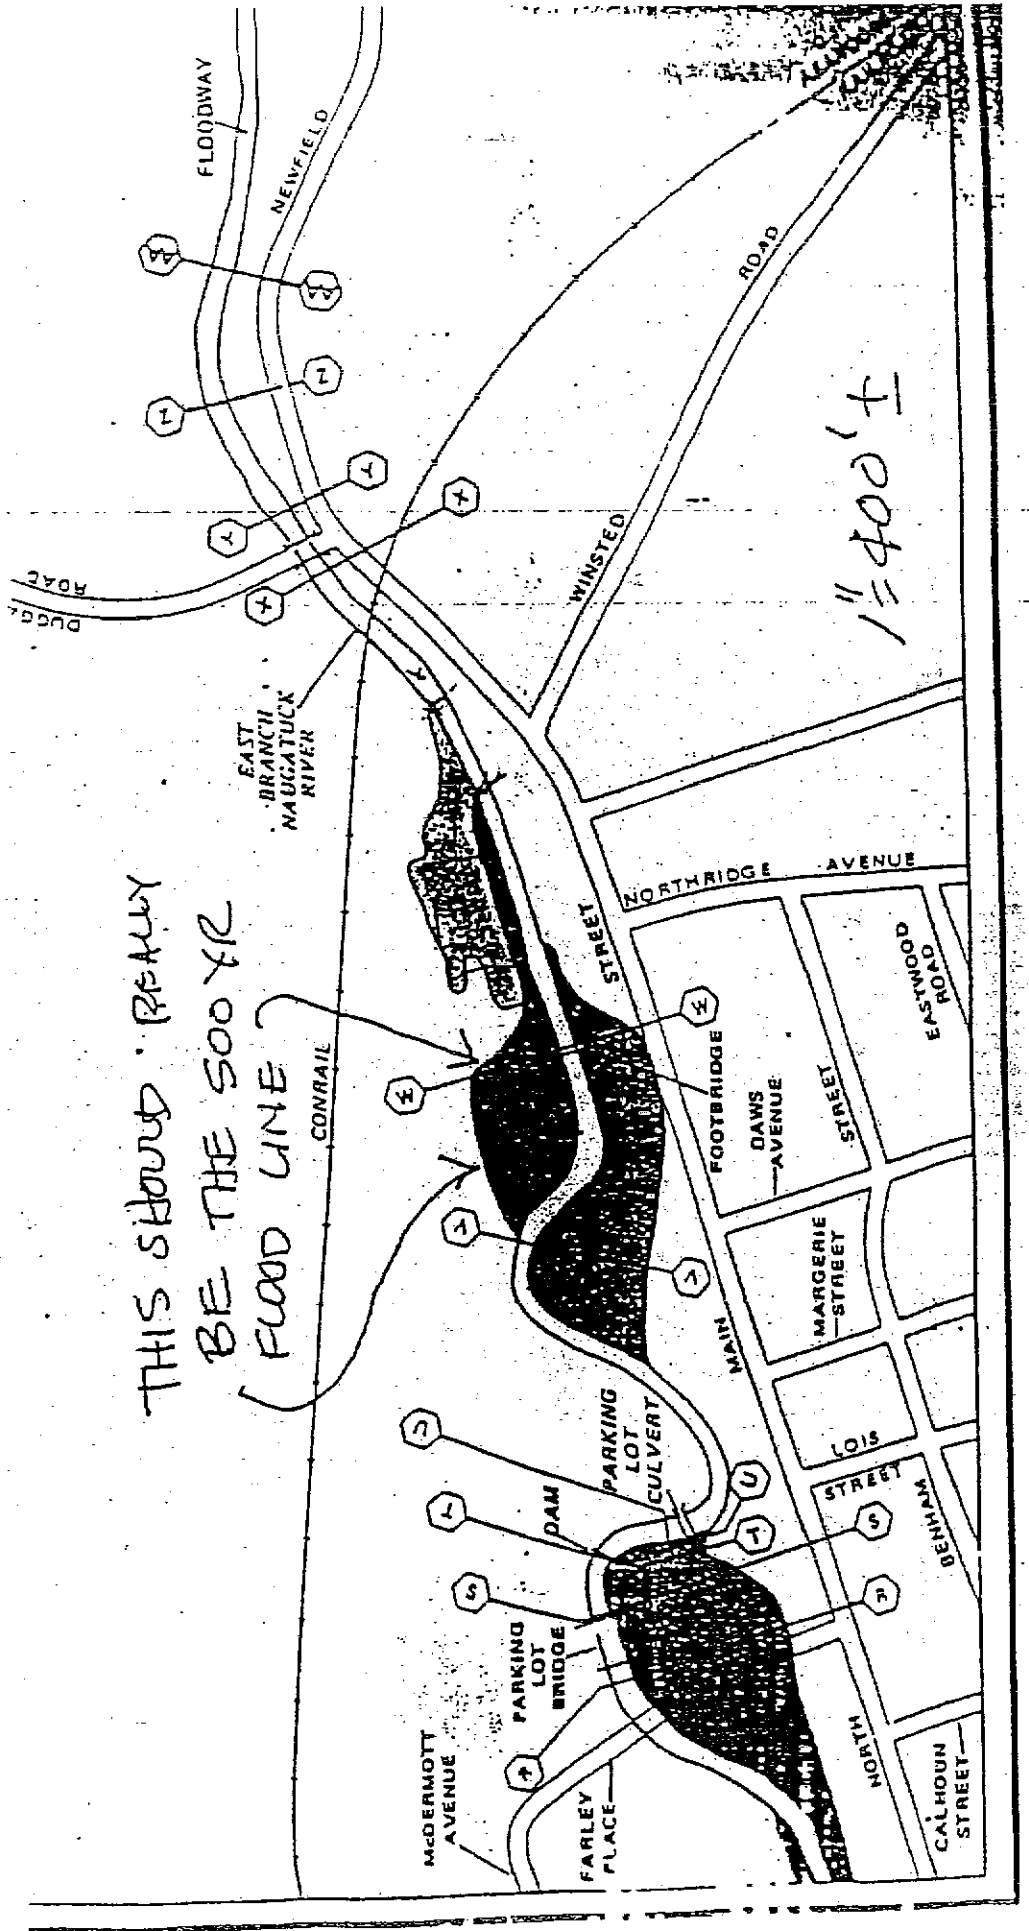 THIS SHOULD REALLY
BE THE 500 YR
FLOOD LINE
1"=400'±
FLOODWAY
NEWFIELD
ROAD
WINSTED
ROAD
EAST
BRANCH
NAUGATUCK
RIVER
CONRAIL
NORTHRIDGE AVENUE
EASTWOOD
ROAD
STREET
FOOTBRIDGE
DAWS
AVENUE
STREET
MARGERIE
STREET
MAIN
PARKING
LOT
CULVERT
DAM
LOIS
STREET
BENHAM
PARKING
LOT
BRIDGE
McDERMOTT
AVENUE
FARLEY
PLACE
NORTH
CALHOUN
STREET
Z
Z
Y
Y
X
X
W
W
V
V
U
U
T
T
S
S
R
R